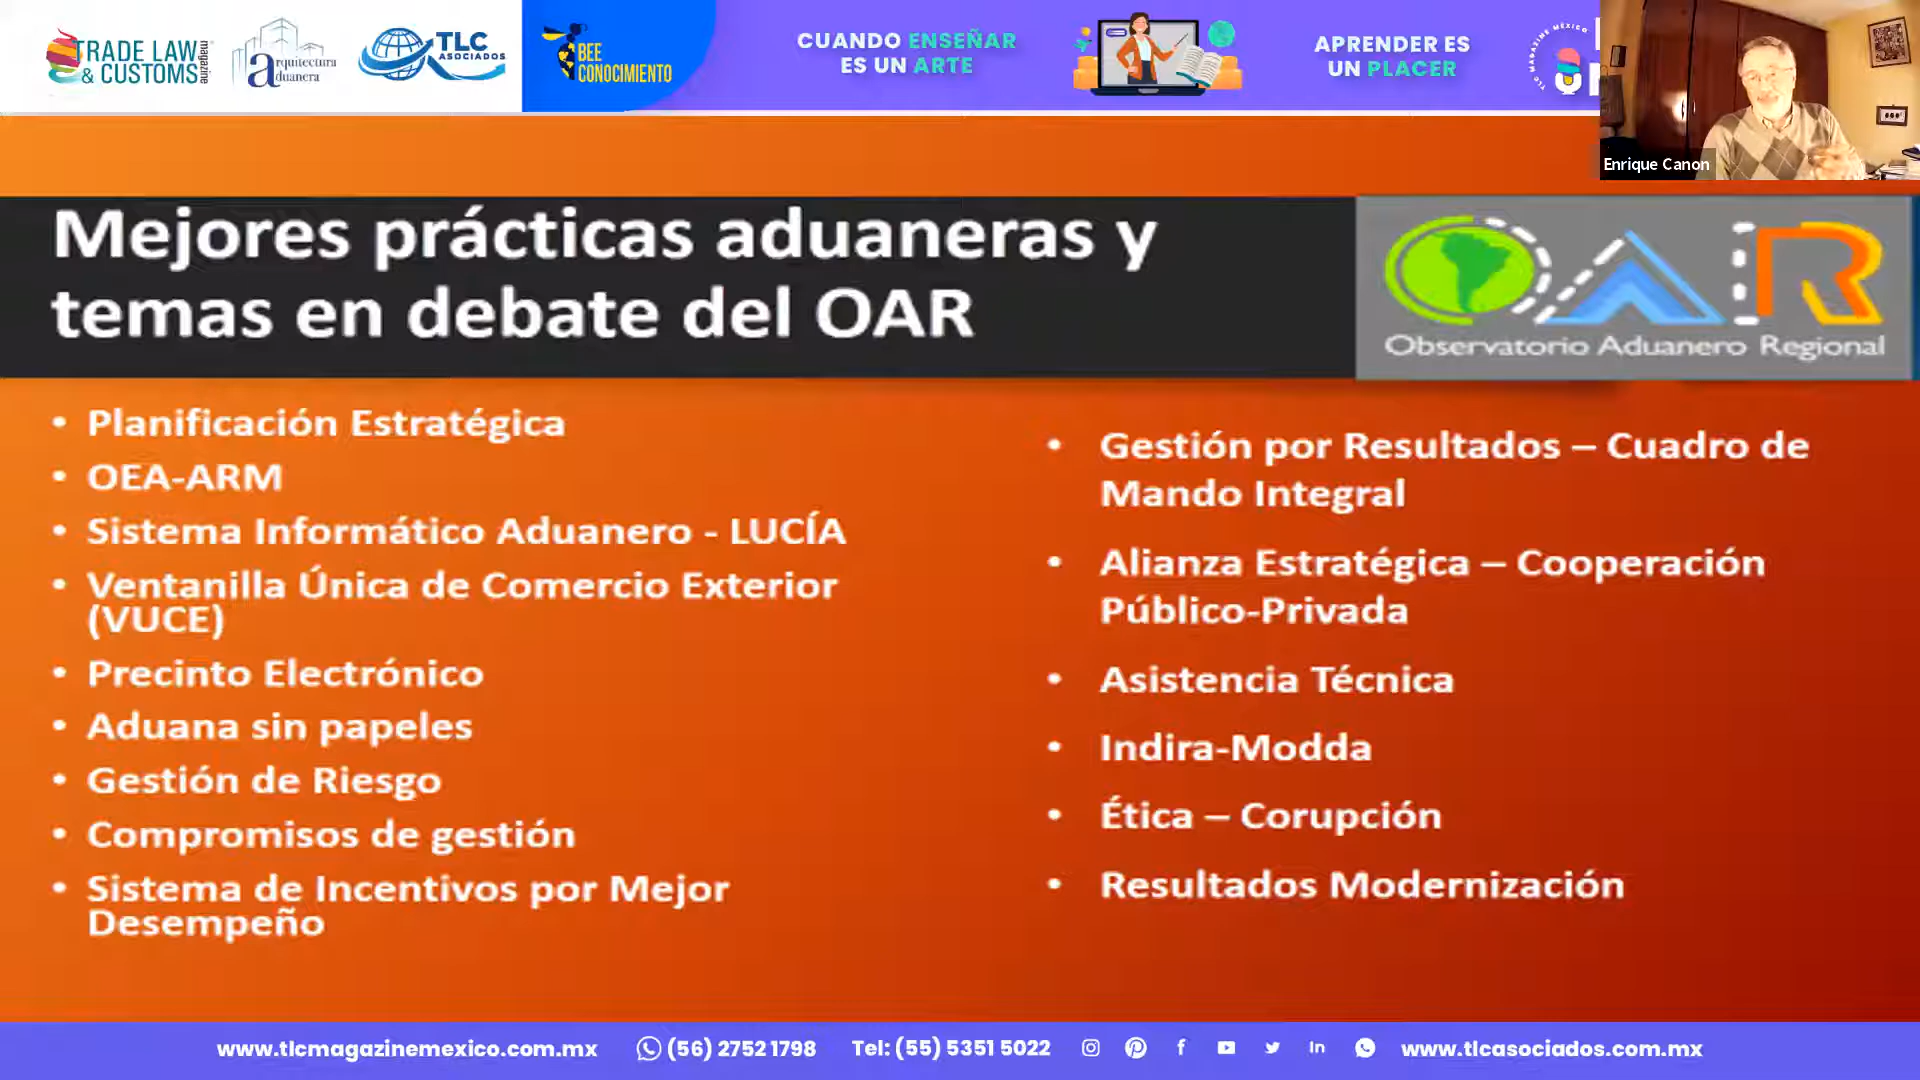 TRADE LAW
& CUSTOMS
magazine
arquitectura
aduanera
TLC
ASOCIADOS
BEE
CONOCIMIENTO
CUANDO ENSEÑAR
ES UN ARTE
APRENDER ES
UN PLACER
TLC MAGAZINE MÉXICO
Enrique Canon
Mejores prácticas aduaneras y
temas en debate del OAR
OAR
Observatorio Aduanero Regional
• Planificación Estratégica
• OEA-ARM
• Sistema Informático Aduanero - LUCÍA
• Ventanilla Única de Comercio Exterior
(VUCE)
• Precinto Electrónico
• Aduana sin papeles
• Gestión de Riesgo
• Compromisos de gestión
• Sistema de Incentivos por Mejor
Desempeño
• Gestión por Resultados – Cuadro de
Mando Integral
• Alianza Estratégica – Cooperación
Público-Privada
• Asistencia Técnica
• Indira-Modda
• Ética – Corupción
• Resultados Modernización
www.tlcmagazinemexico.com.mx (56) 2752 1798 Tel: (55) 5351 5022 www.tlcasociados.com.mx